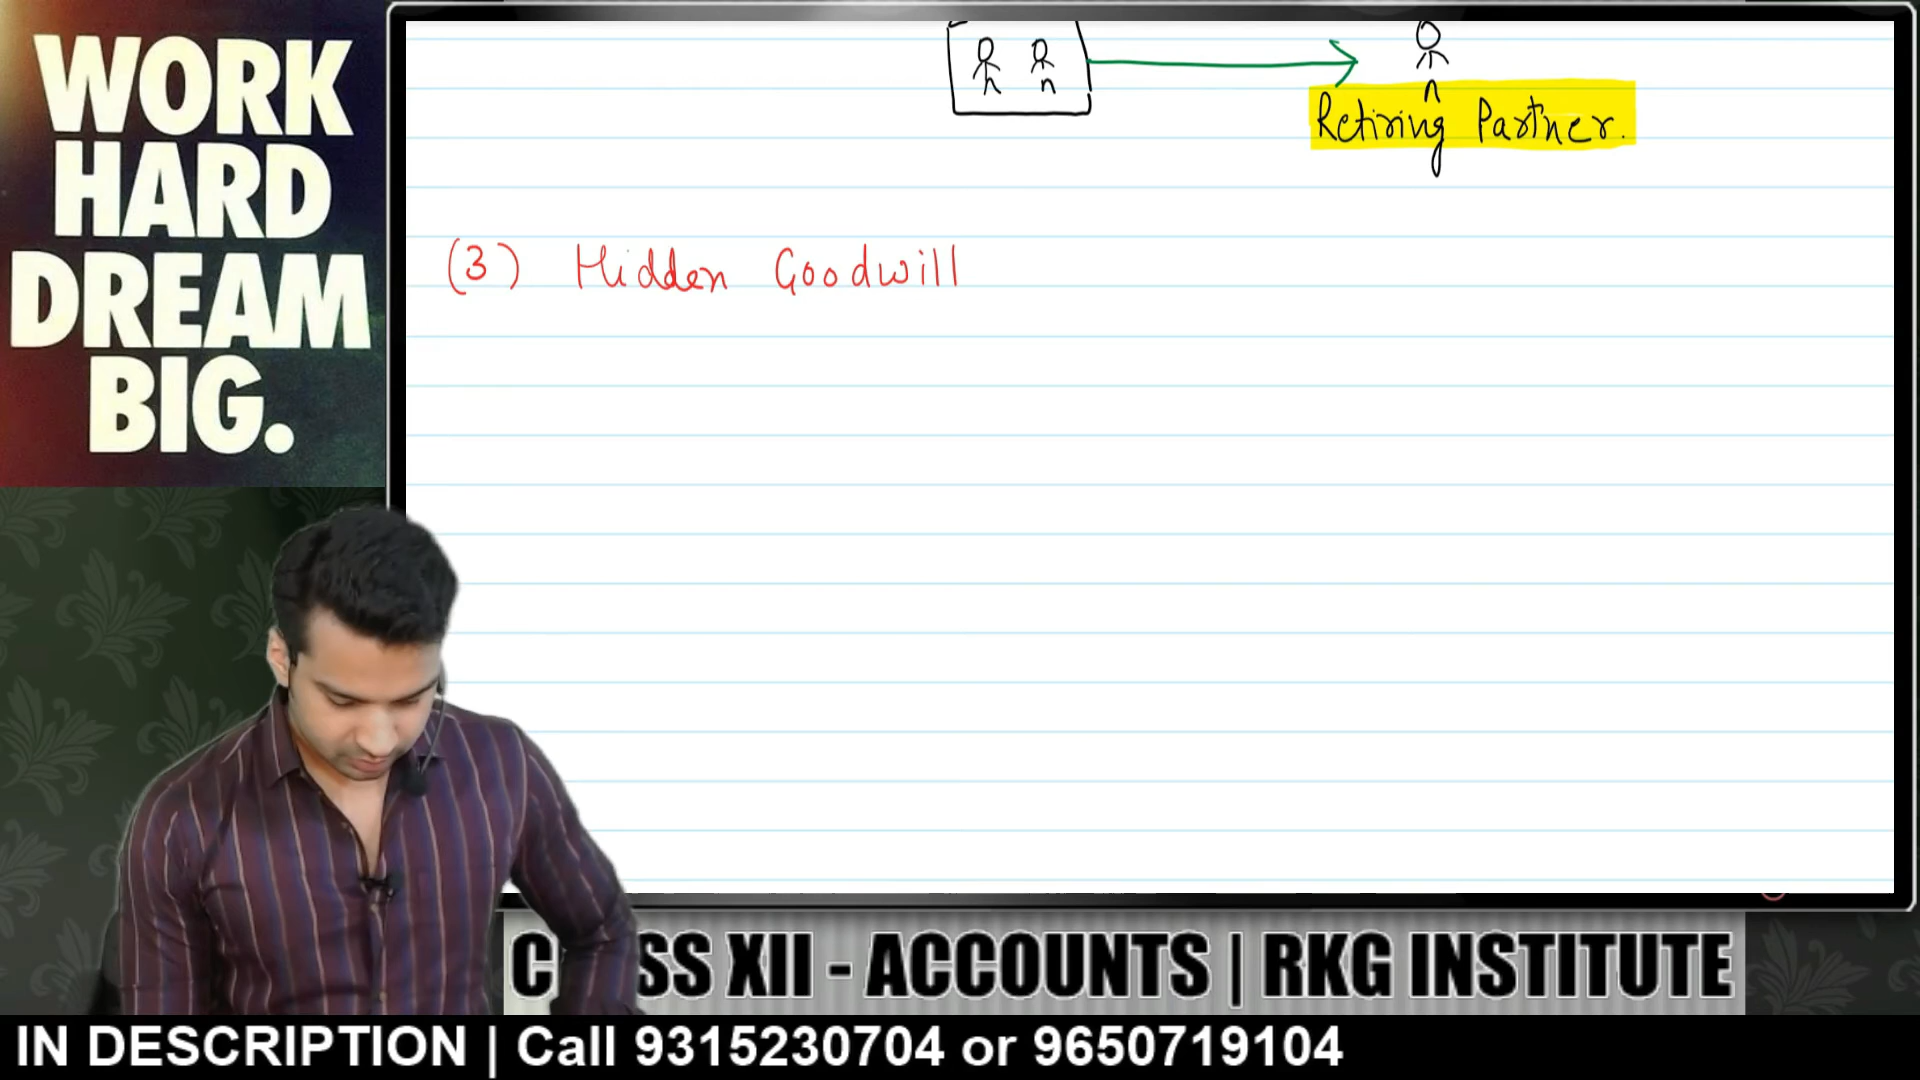 WORK
HARD
DREAM
BIG.
Retiring Partner.
(3) Hidden Goodwill
SS XII - ACCOUNTS | RKG INSTITUTE
IN DESCRIPTION | Call 9315230704 or 9650719104